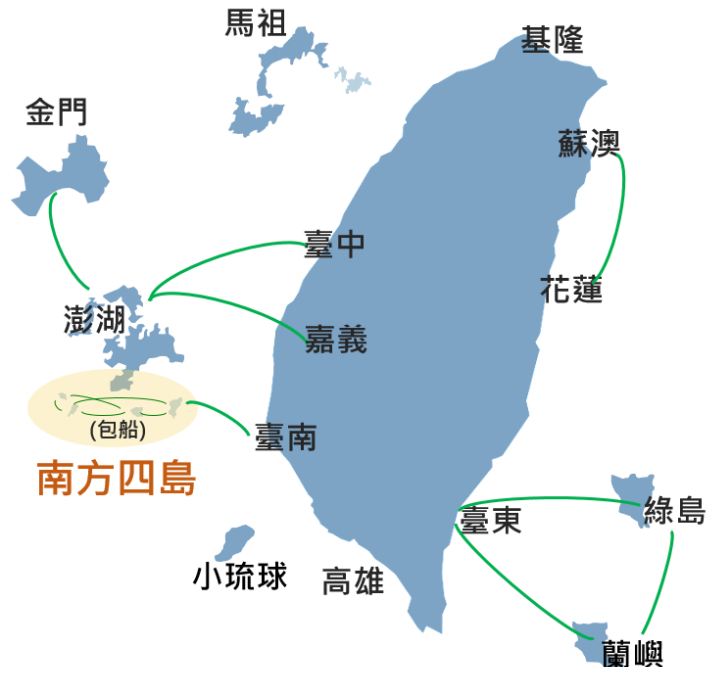 馬祖
基隆
金門
蘇澳
臺中
花蓮
澎湖
嘉義
(包船)
臺南
南方四島
綠島
臺東
小琉球
高雄
蘭嶼